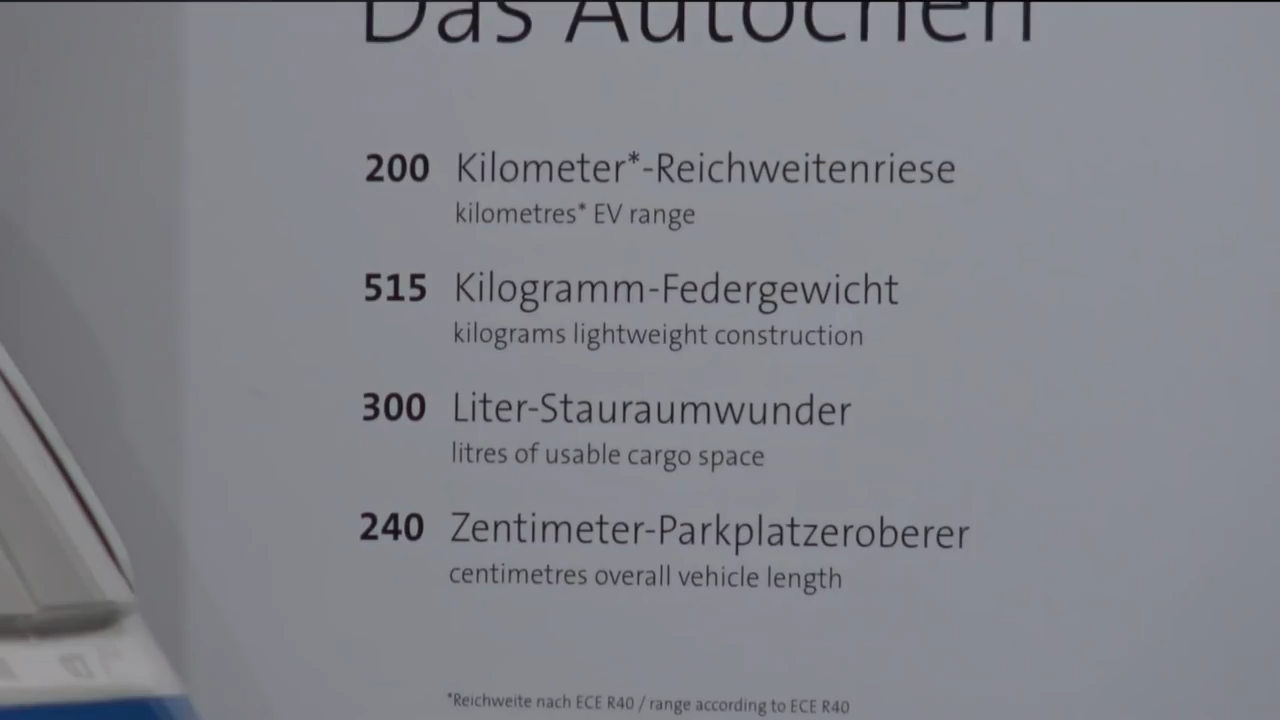 Das Autochen
200 Kilometer*-Reichweitenriese
kilometres* EV range
515 Kilogramm-Federgewicht
kilograms lightweight construction
300 Liter-Stauraumwunder
litres of usable cargo space
240 Zentimeter-Parkplatzeroberer
centimetres overall vehicle length
*Reichweite nach ECE R40 / range according to ECE R40